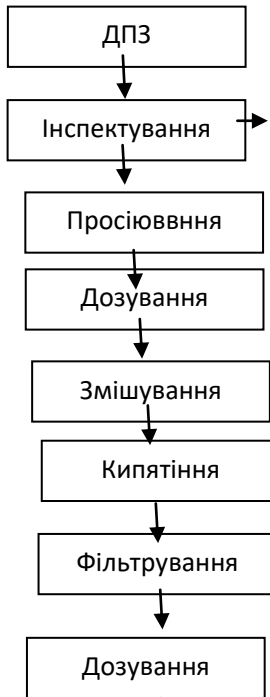 ДПЗ
Інспектування
Просіюввння
Дозування
Змішування
Кипятіння
Фільтрування
Дозування